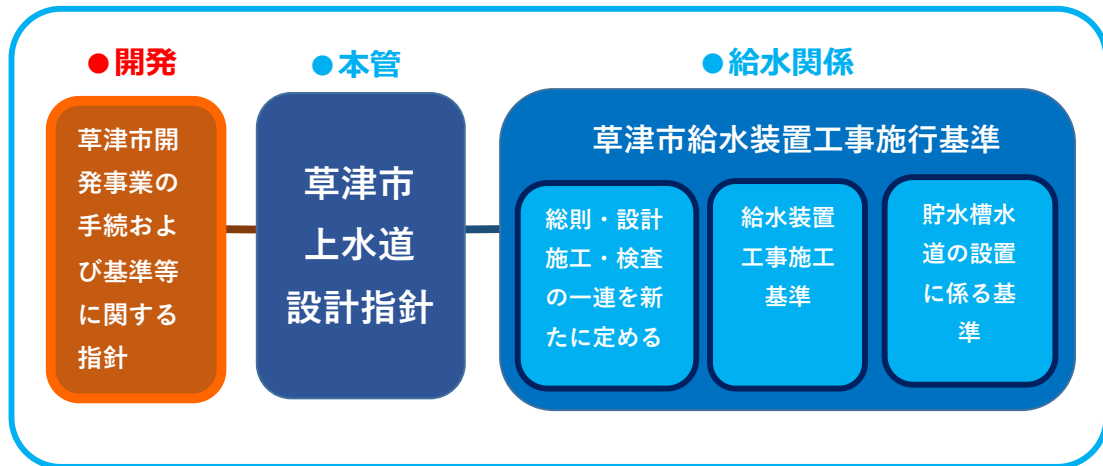 ●開発
草津市開
発事業の
手続およ
び基準等
に関する
指針
●本管
草津市
上水道
設計指針
●給水関係
草津市給水装置工事施行基準
総則・設計
施工・検査
の一連を新
たに定める
給水装置
工事施工
基準
貯水槽水
道の設置
に係る基
準